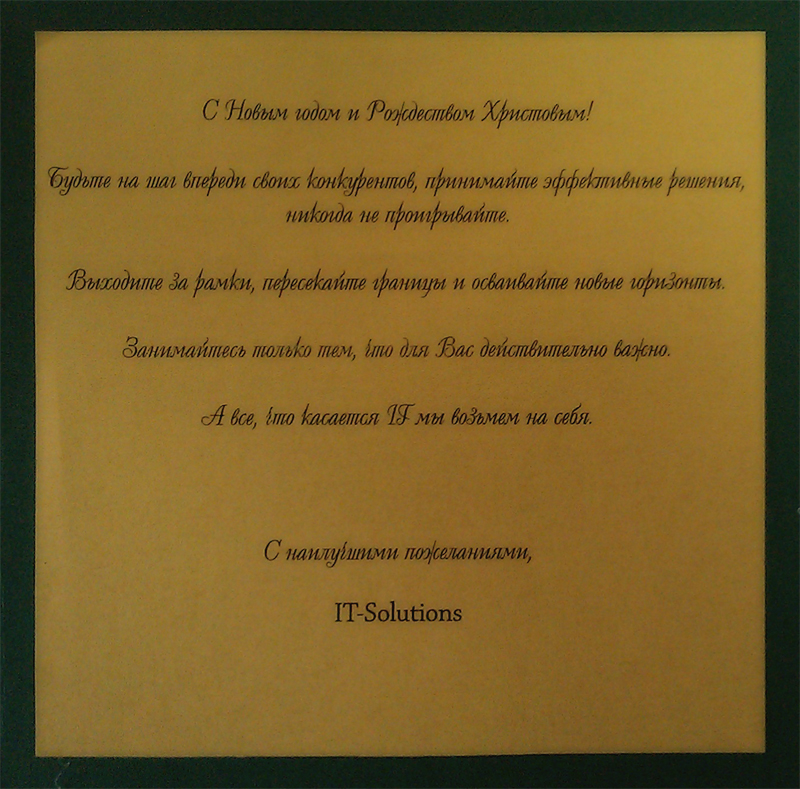 С Новым годом и Рождеством Христовым!
Будьте на шаг впереди своих конкурентов, принимайте эффективные решения,
никогда не проигрывайте.
Выходите за рамки, пересекайте границы и осваивайте новые горизонты.
Занимайтесь только тем, что для Вас действительно важно.
А все, что касается IT мы возьмем на себя.
С наилучшими пожеланиями,
IT-Solutions